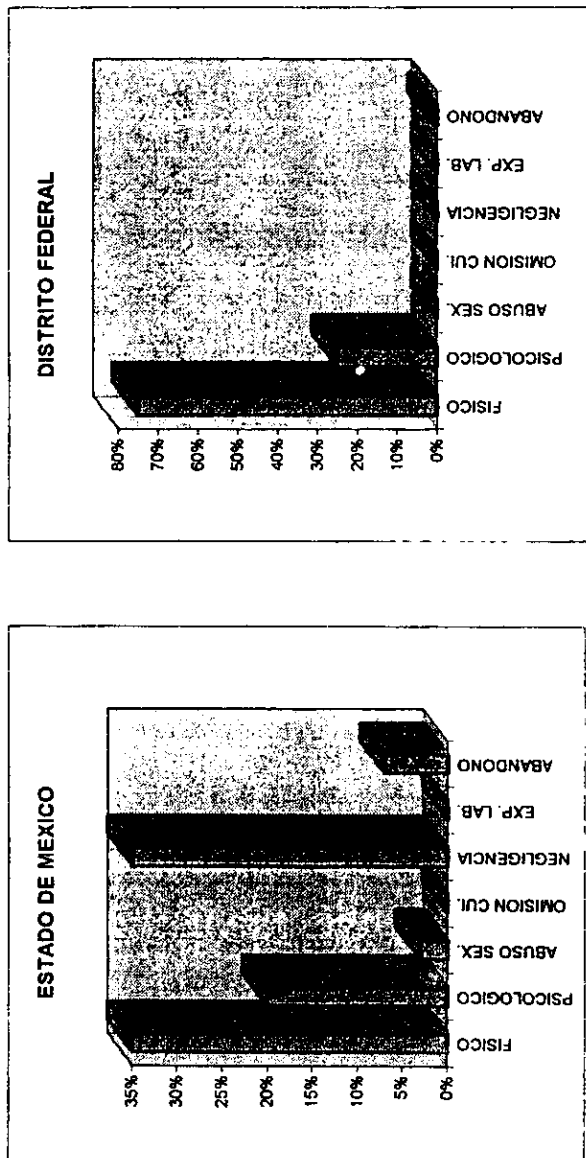 ESTADO DE MEXICO
35%
30%
25%
20%
15%
10%
5%
0%
FISICO
PSICOLOGICO
ABUSO SEX.
OMISION CUI.
NEGLIGENCIA
EXP. LAB.
ABANDONO
DISTRITO FEDERAL
80%
70%
60%
50%
40%
30%
20%
10%
0%
FISICO
PSICOLOGICO
ABUSO SEX.
OMISION CUI.
NEGLIGENCIA
EXP. LAB.
ABANDONO